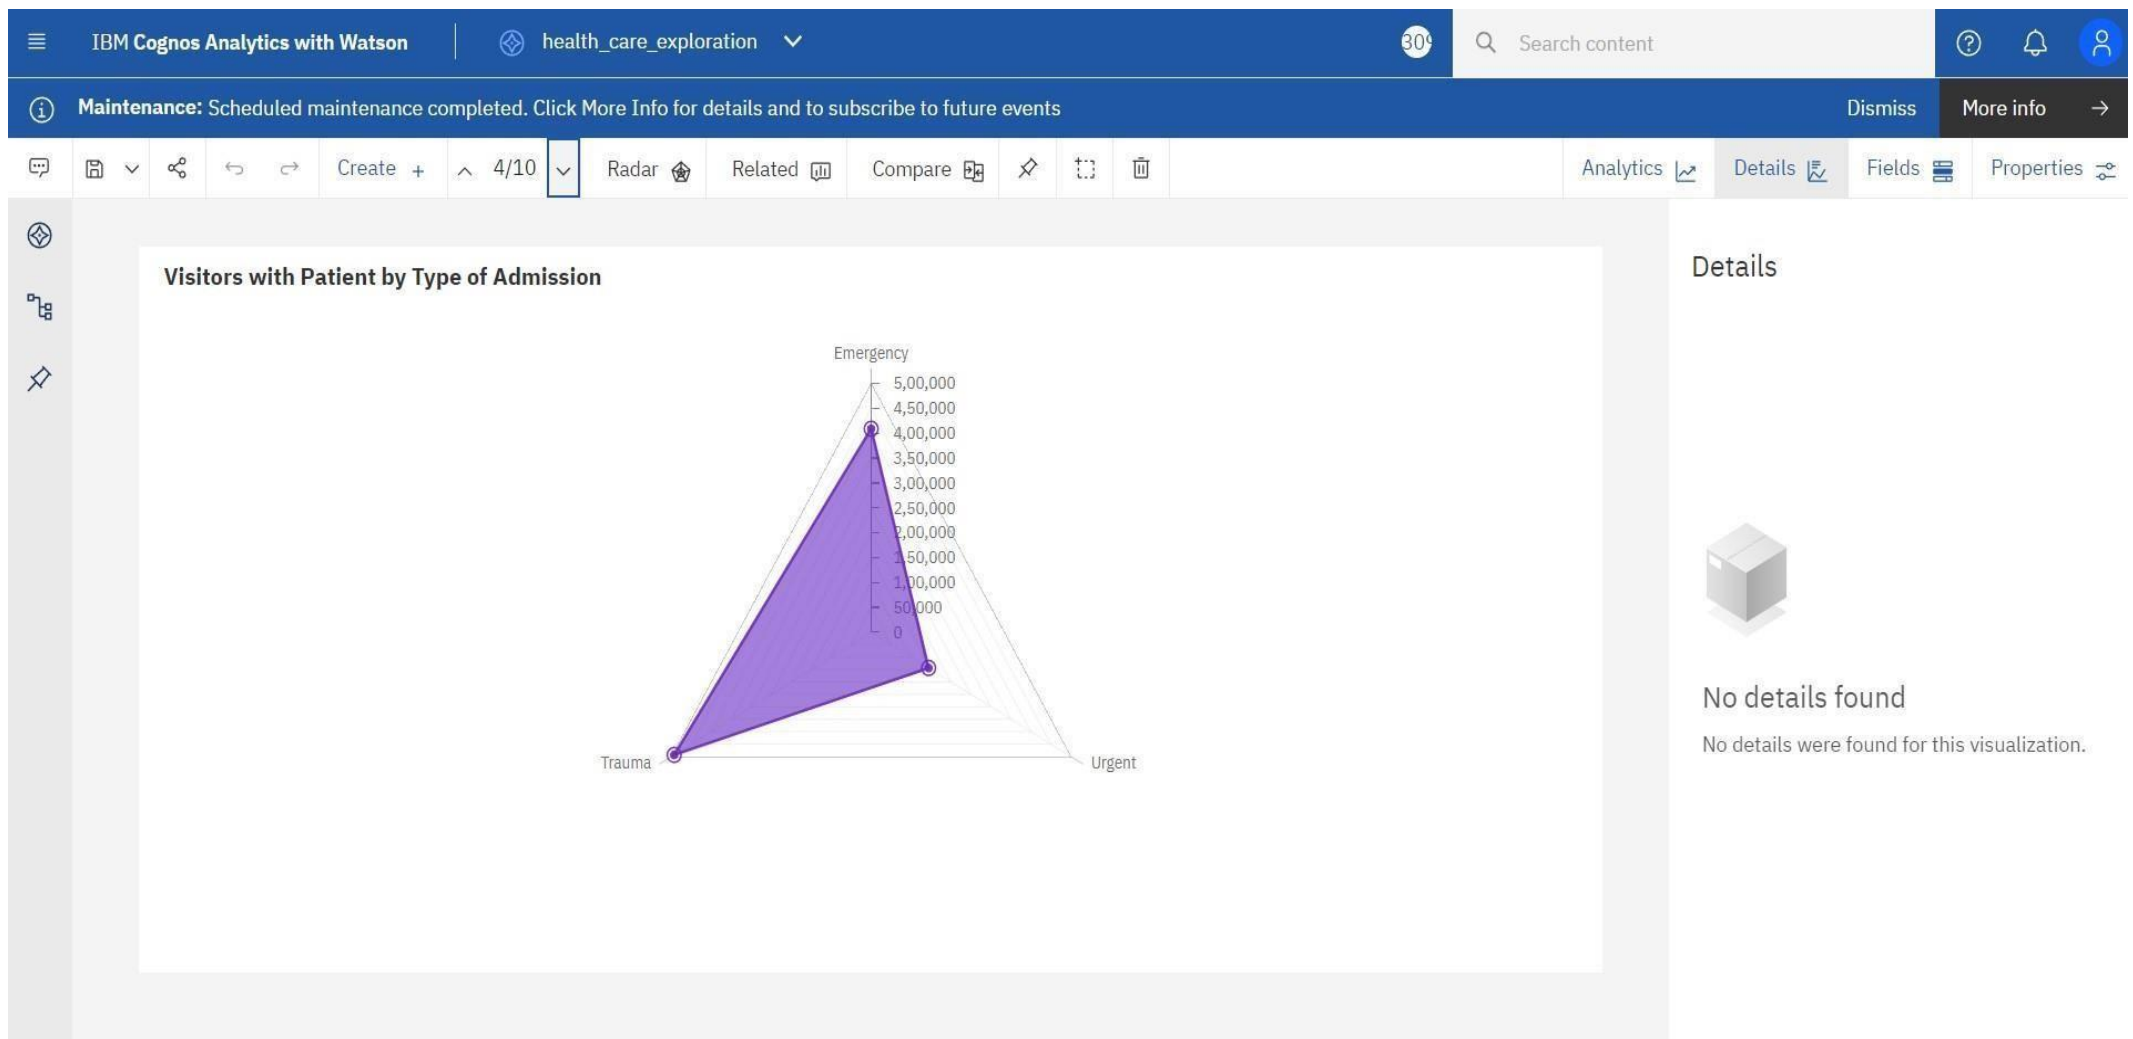 IBM Cognos Analytics with Watson
health_care_exploration
Search content
Maintenance: Scheduled maintenance completed. Click More Info for details and to subscribe to future events
Dismiss
More info
Create
4/10
Radar
Related
Compare
Analytics
Details
Fields
Properties
Visitors with Patient by Type of Admission
Details
Emergency
5,00,000
4,50,000
4,00,000
3,50,000
3,00,000
2,50,000
2,00,000
1,50,000
1,00,000
50,000
0
Trauma
Urgent
No details found
No details were found for this visualization.